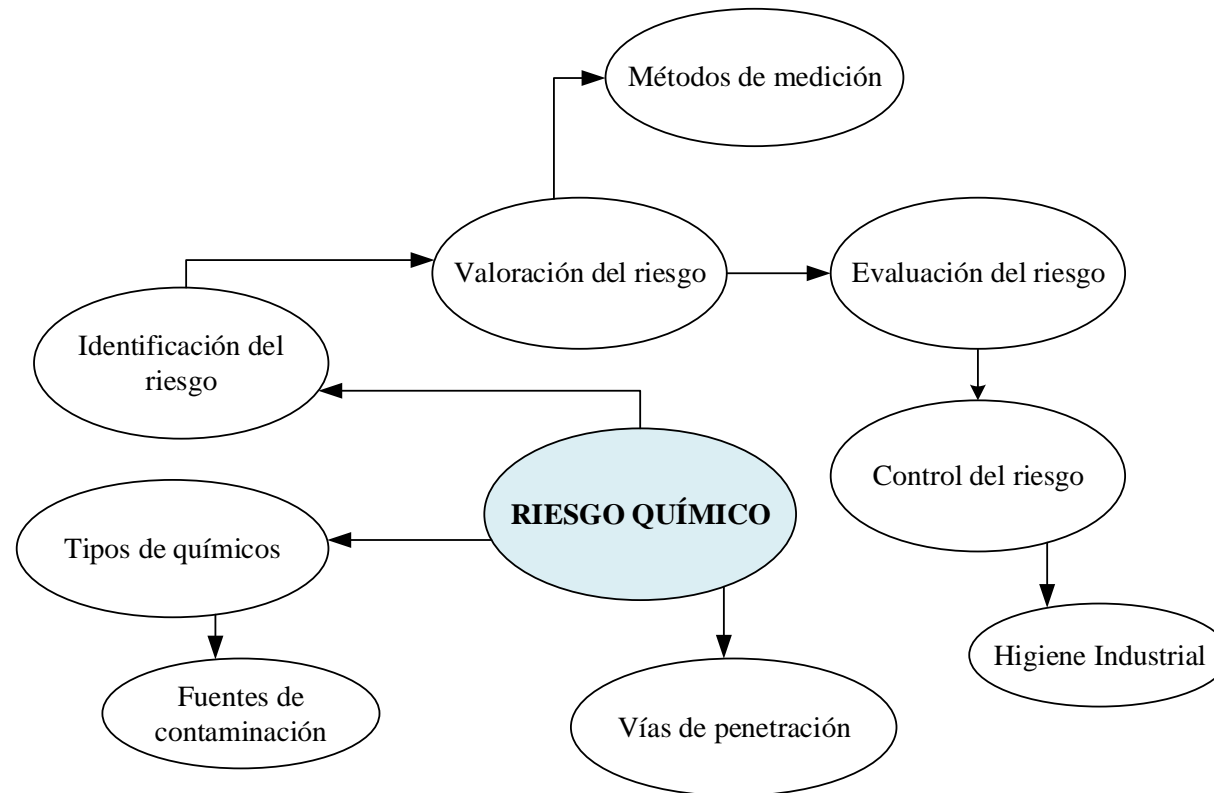 Métodos de medición
Valoración del riesgo
Evaluación del riesgo
Identificación del
riesgo
Control del riesgo
RIESGO QUÍMICO
Tipos de químicos
Higiene Industrial
Fuentes de
contaminación
Vías de penetración